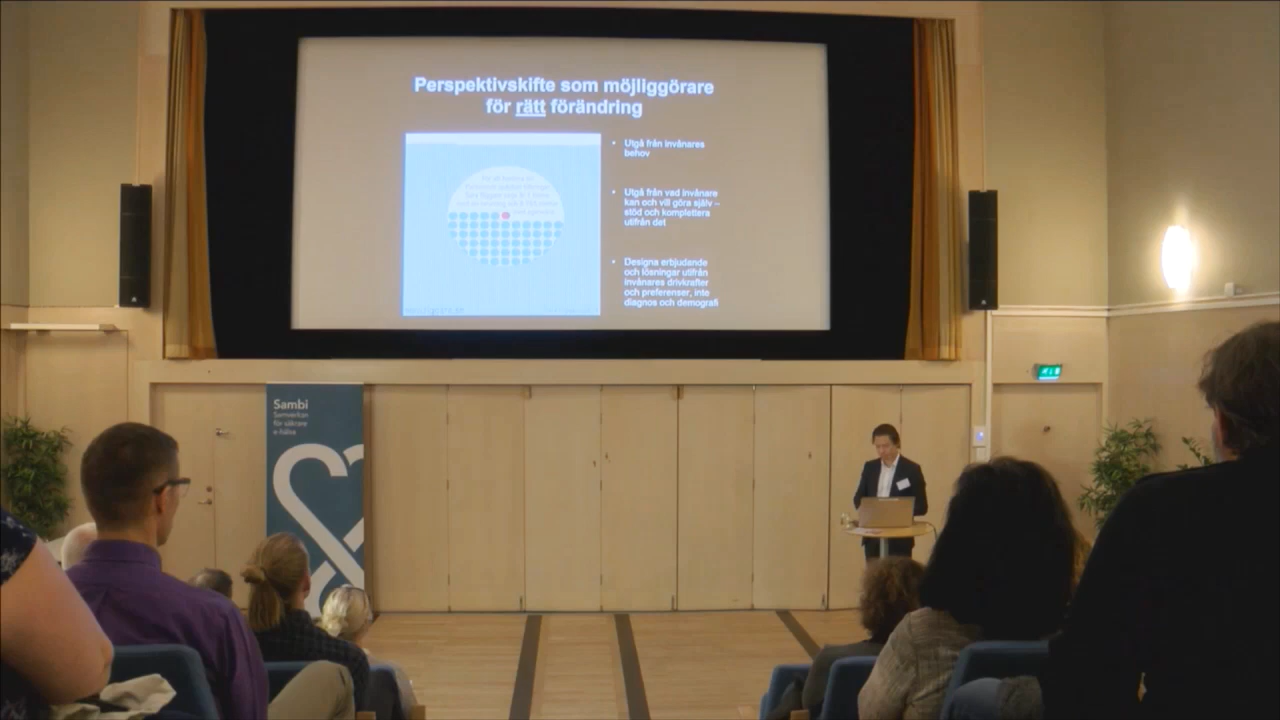 Perspektivskifte som möjliggörare
för rätt förändring
• Utgå från invånares
behov
• Utgå från vad invånare
kan och vill göra själv –
stöd och komplettera
utifrån det
• Designa erbjudande
och lösningar utifrån
invånares drivkrafter
och preferenser, inte
diagnos och demografi
Sambi
Samverkan
för säkrare
e-hälsa